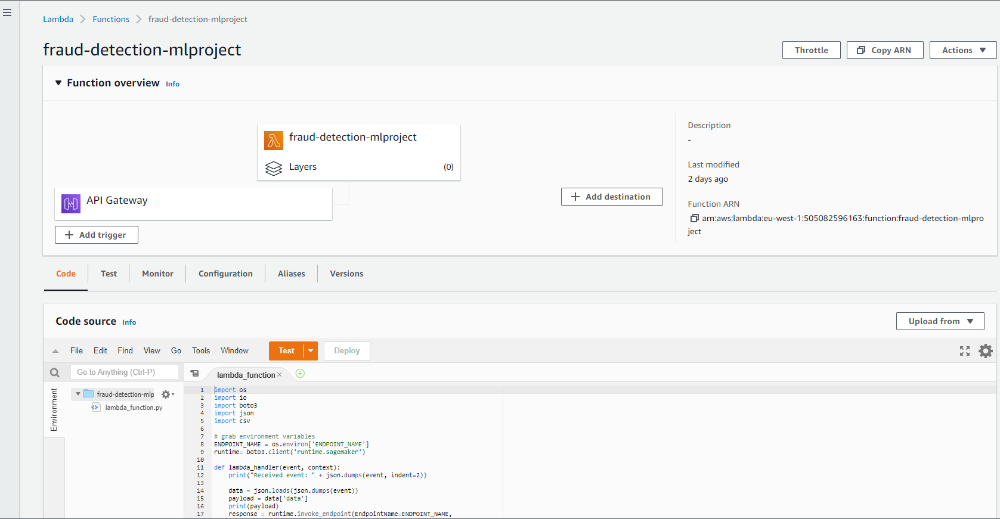 Lambda Functions fraud-detection-mlproject
fraud-detection-mlproject
Throttle Copy ARN Actions
Function overview Info
fraud-detection-mlproject
Layers (0)
API Gateway
Add trigger
Add destination
Description
-
Last modified
2 days ago
Function ARN
arn:aws:lambda:eu-west-1:505082596163:function:fraud-detection-mlpro
ject
Code Test Monitor Configuration Aliases Versions
Code source Info
Upload from
File Edit Find View Go Tools Window Test Deploy
Go to Anything (Ctrl-P)
lambda_function
Environment
fraud-detection-mlp
lambda_function.py
1 import os
2 import io
3 import boto3
4 import json
5 import csv
6
7 # grab environment variables
8 ENDPOINT_NAME = os.environ['ENDPOINT_NAME']
9 runtime= boto3.client('runtime.sagemaker')
10
11 def lambda_handler(event, context):
12 print("Received event: " + json.dumps(event, indent=2))
13
14 data = json.loads(json.dumps(event))
15 payload = data['data']
16 print(payload)
17 response = runtime.invoke_endpoint(EndpointName=ENDPOINT_NAME,